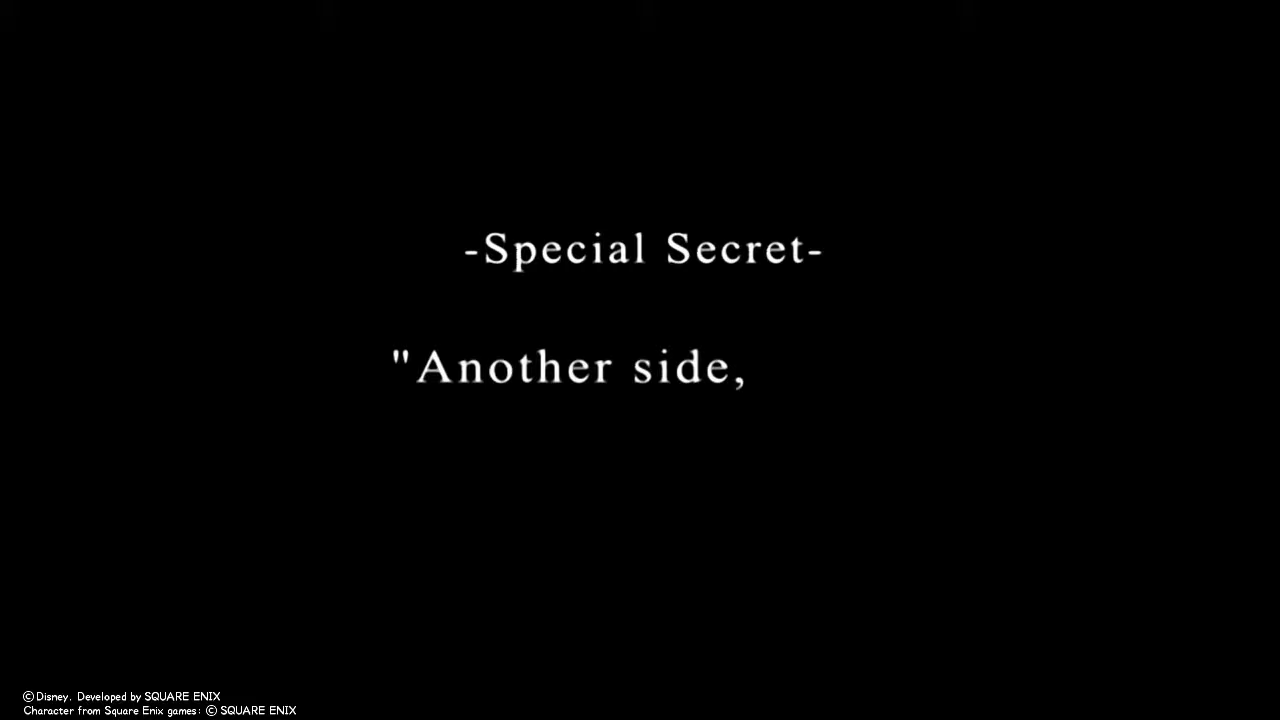 -Special Secret-
"Another side,
©Disney. Developed by SQUARE ENIX
Character from Square Enix games: © SQUARE ENIX